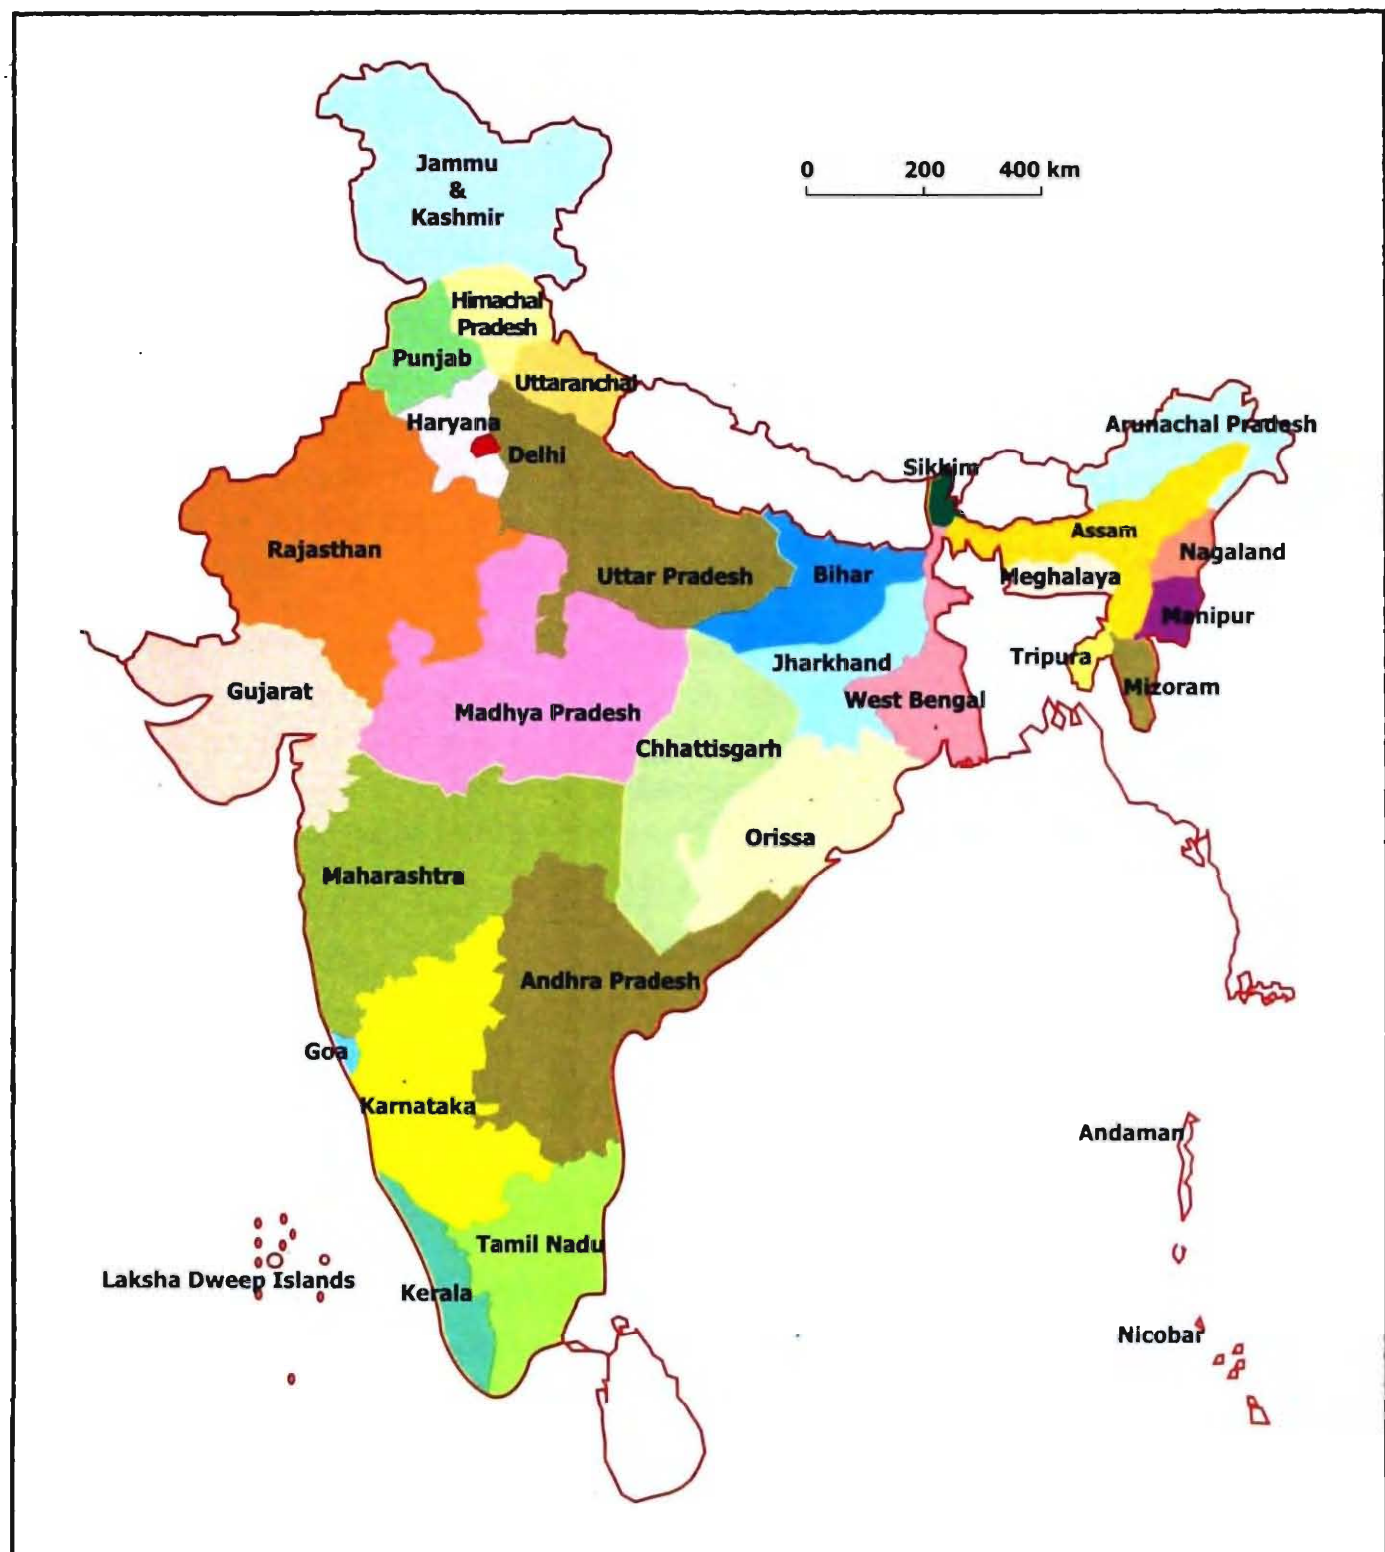 Jammu
&
Kashmir
0 200 400 km
Himachal
Pradesh
Punjab
Uttaranchal
Haryana
Delhi
Arunachal Pradesh
Sikkim
Assam
Rajasthan
Nagaland
Uttar Pradesh
Bihar
Meghalaya
Manipur
Tripura
Jharkhand
Gujarat
Mizoram
West Bengal
Madhya Pradesh
Chhattisgarh
Orissa
Maharashtra
Andhra Pradesh
Goa
Karnataka
Andaman
Tamil Nadu
Laksha Dweep Islands
Kerala
Nicobar